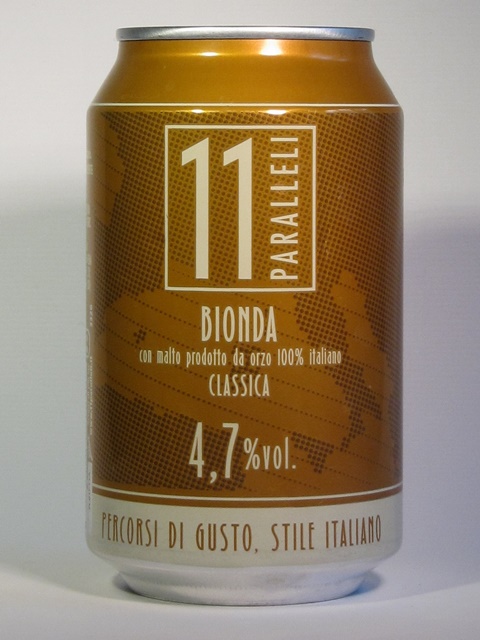 11
PARALLELI
BIONDA
con malto prodotto da orzo 100% italiano
CLASSICA
4,7%vol.
PERCORSI DI GUSTO, STILE ITALIANO